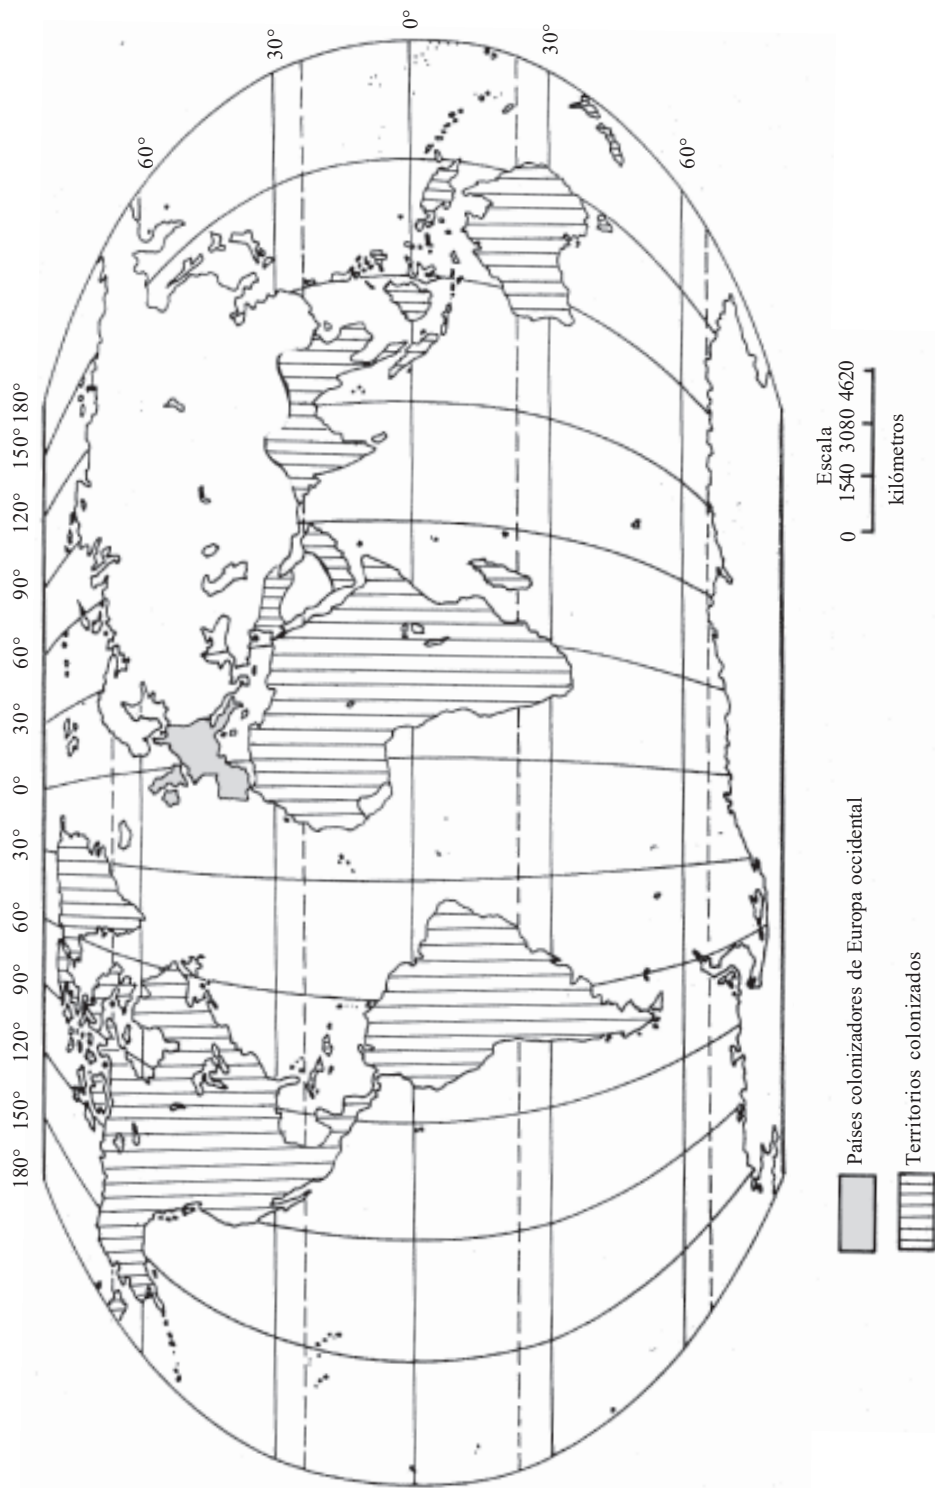 180° 150° 120° 90° 60° 30° 0° 30° 60° 90° 120° 150° 180°
60°
30°
0°
30°
60°
Países colonizadores de Europa occidental
Territorios colonizados
Escala
0 1540 3080 4620
kilómetros